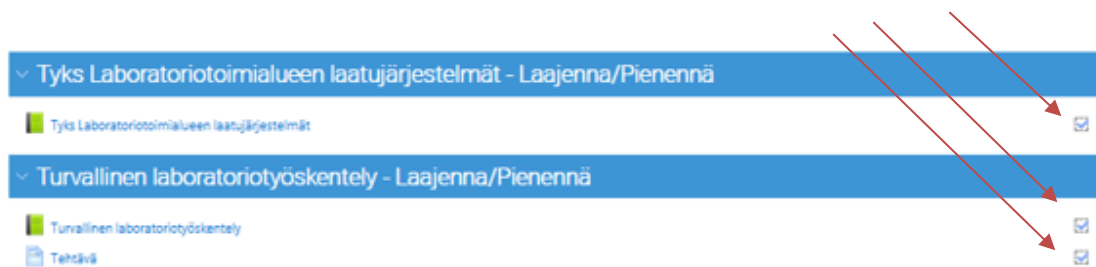 Tyks Laboratoriotoimialueen laatujärjestelmät - Laajenna/Pienennä
Tyks Laboratoriotoimialueen laatujärjestelmät
Turvallinen laboratoriotyöskentely - Laajenna/Pienennä
Turvallinen laboratoriotyöskentely
Tehtävä